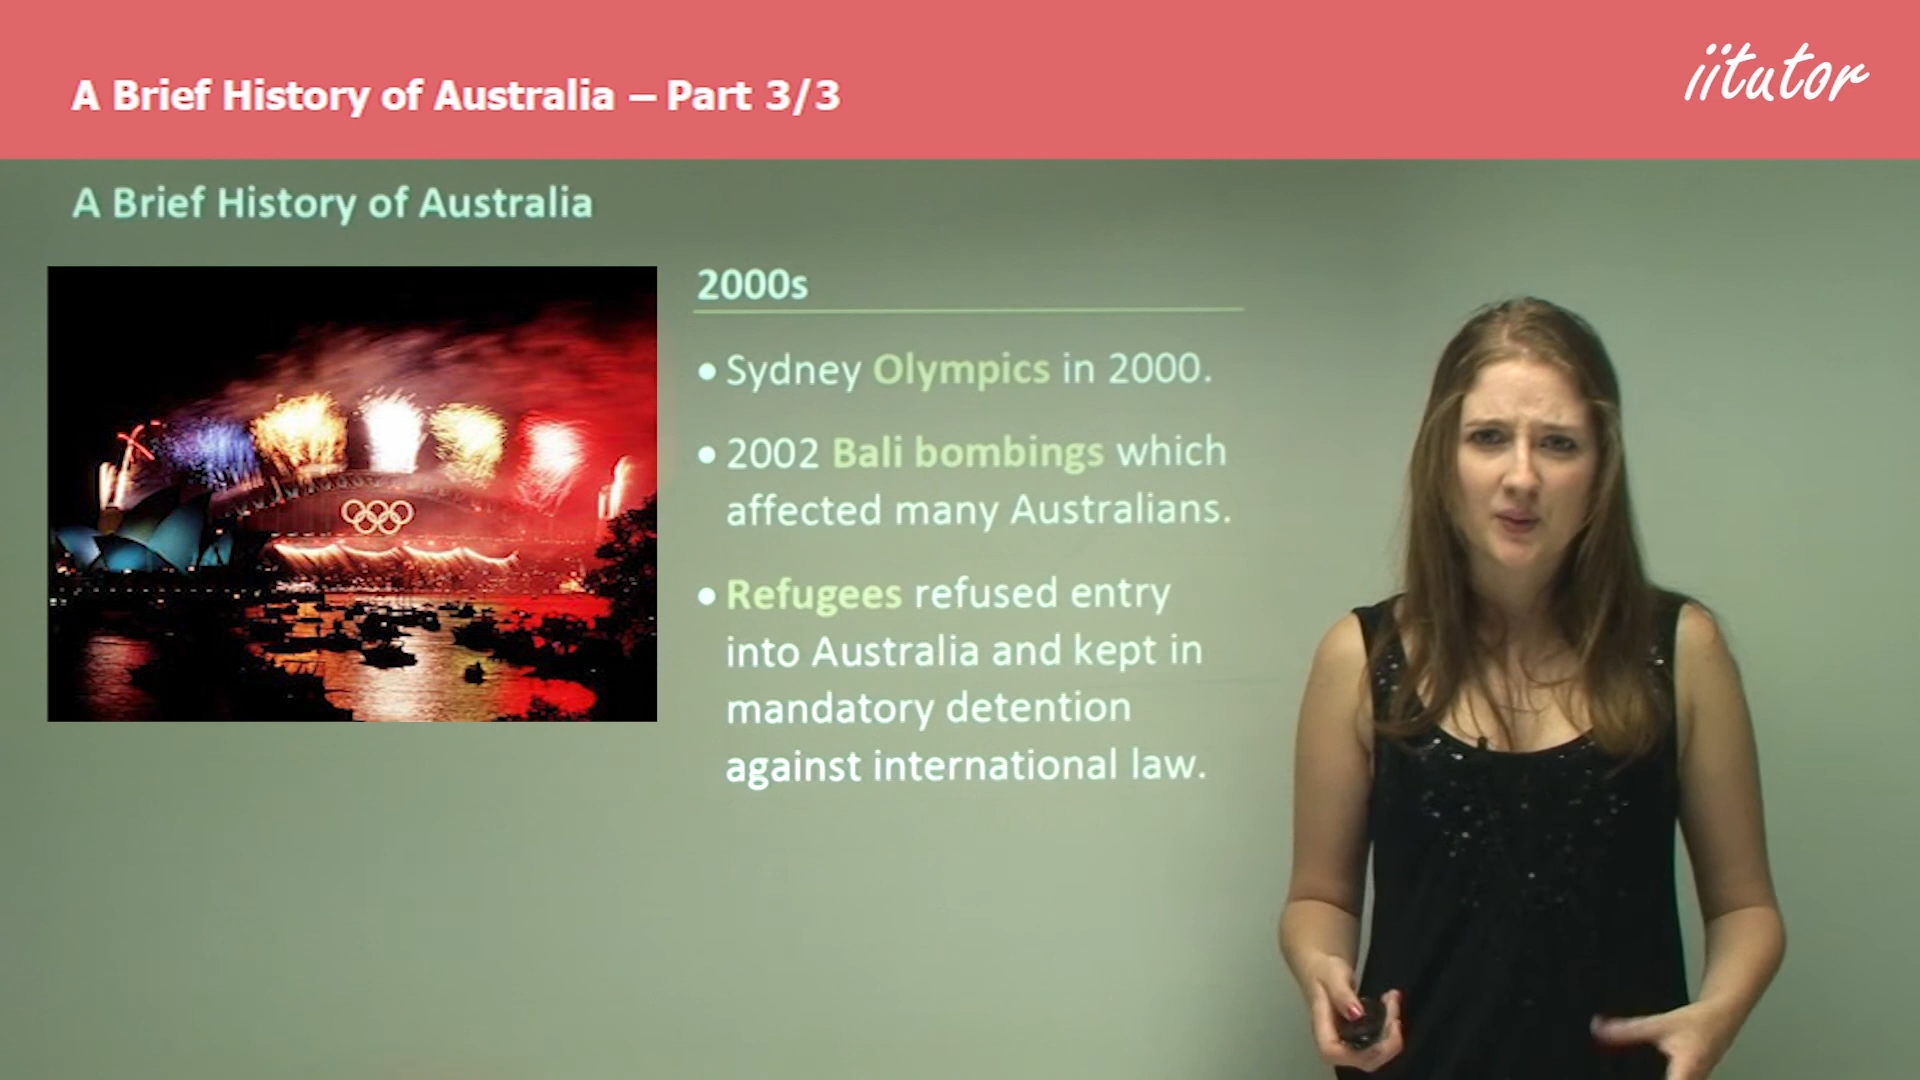 A Brief History of Australia – Part 3/3
iitutor
A Brief History of Australia
2000s
• Sydney Olympics in 2000.
• 2002 Bali bombings which
affected many Australians.
• Refugees refused entry
into Australia and kept in
mandatory detention
against international law.